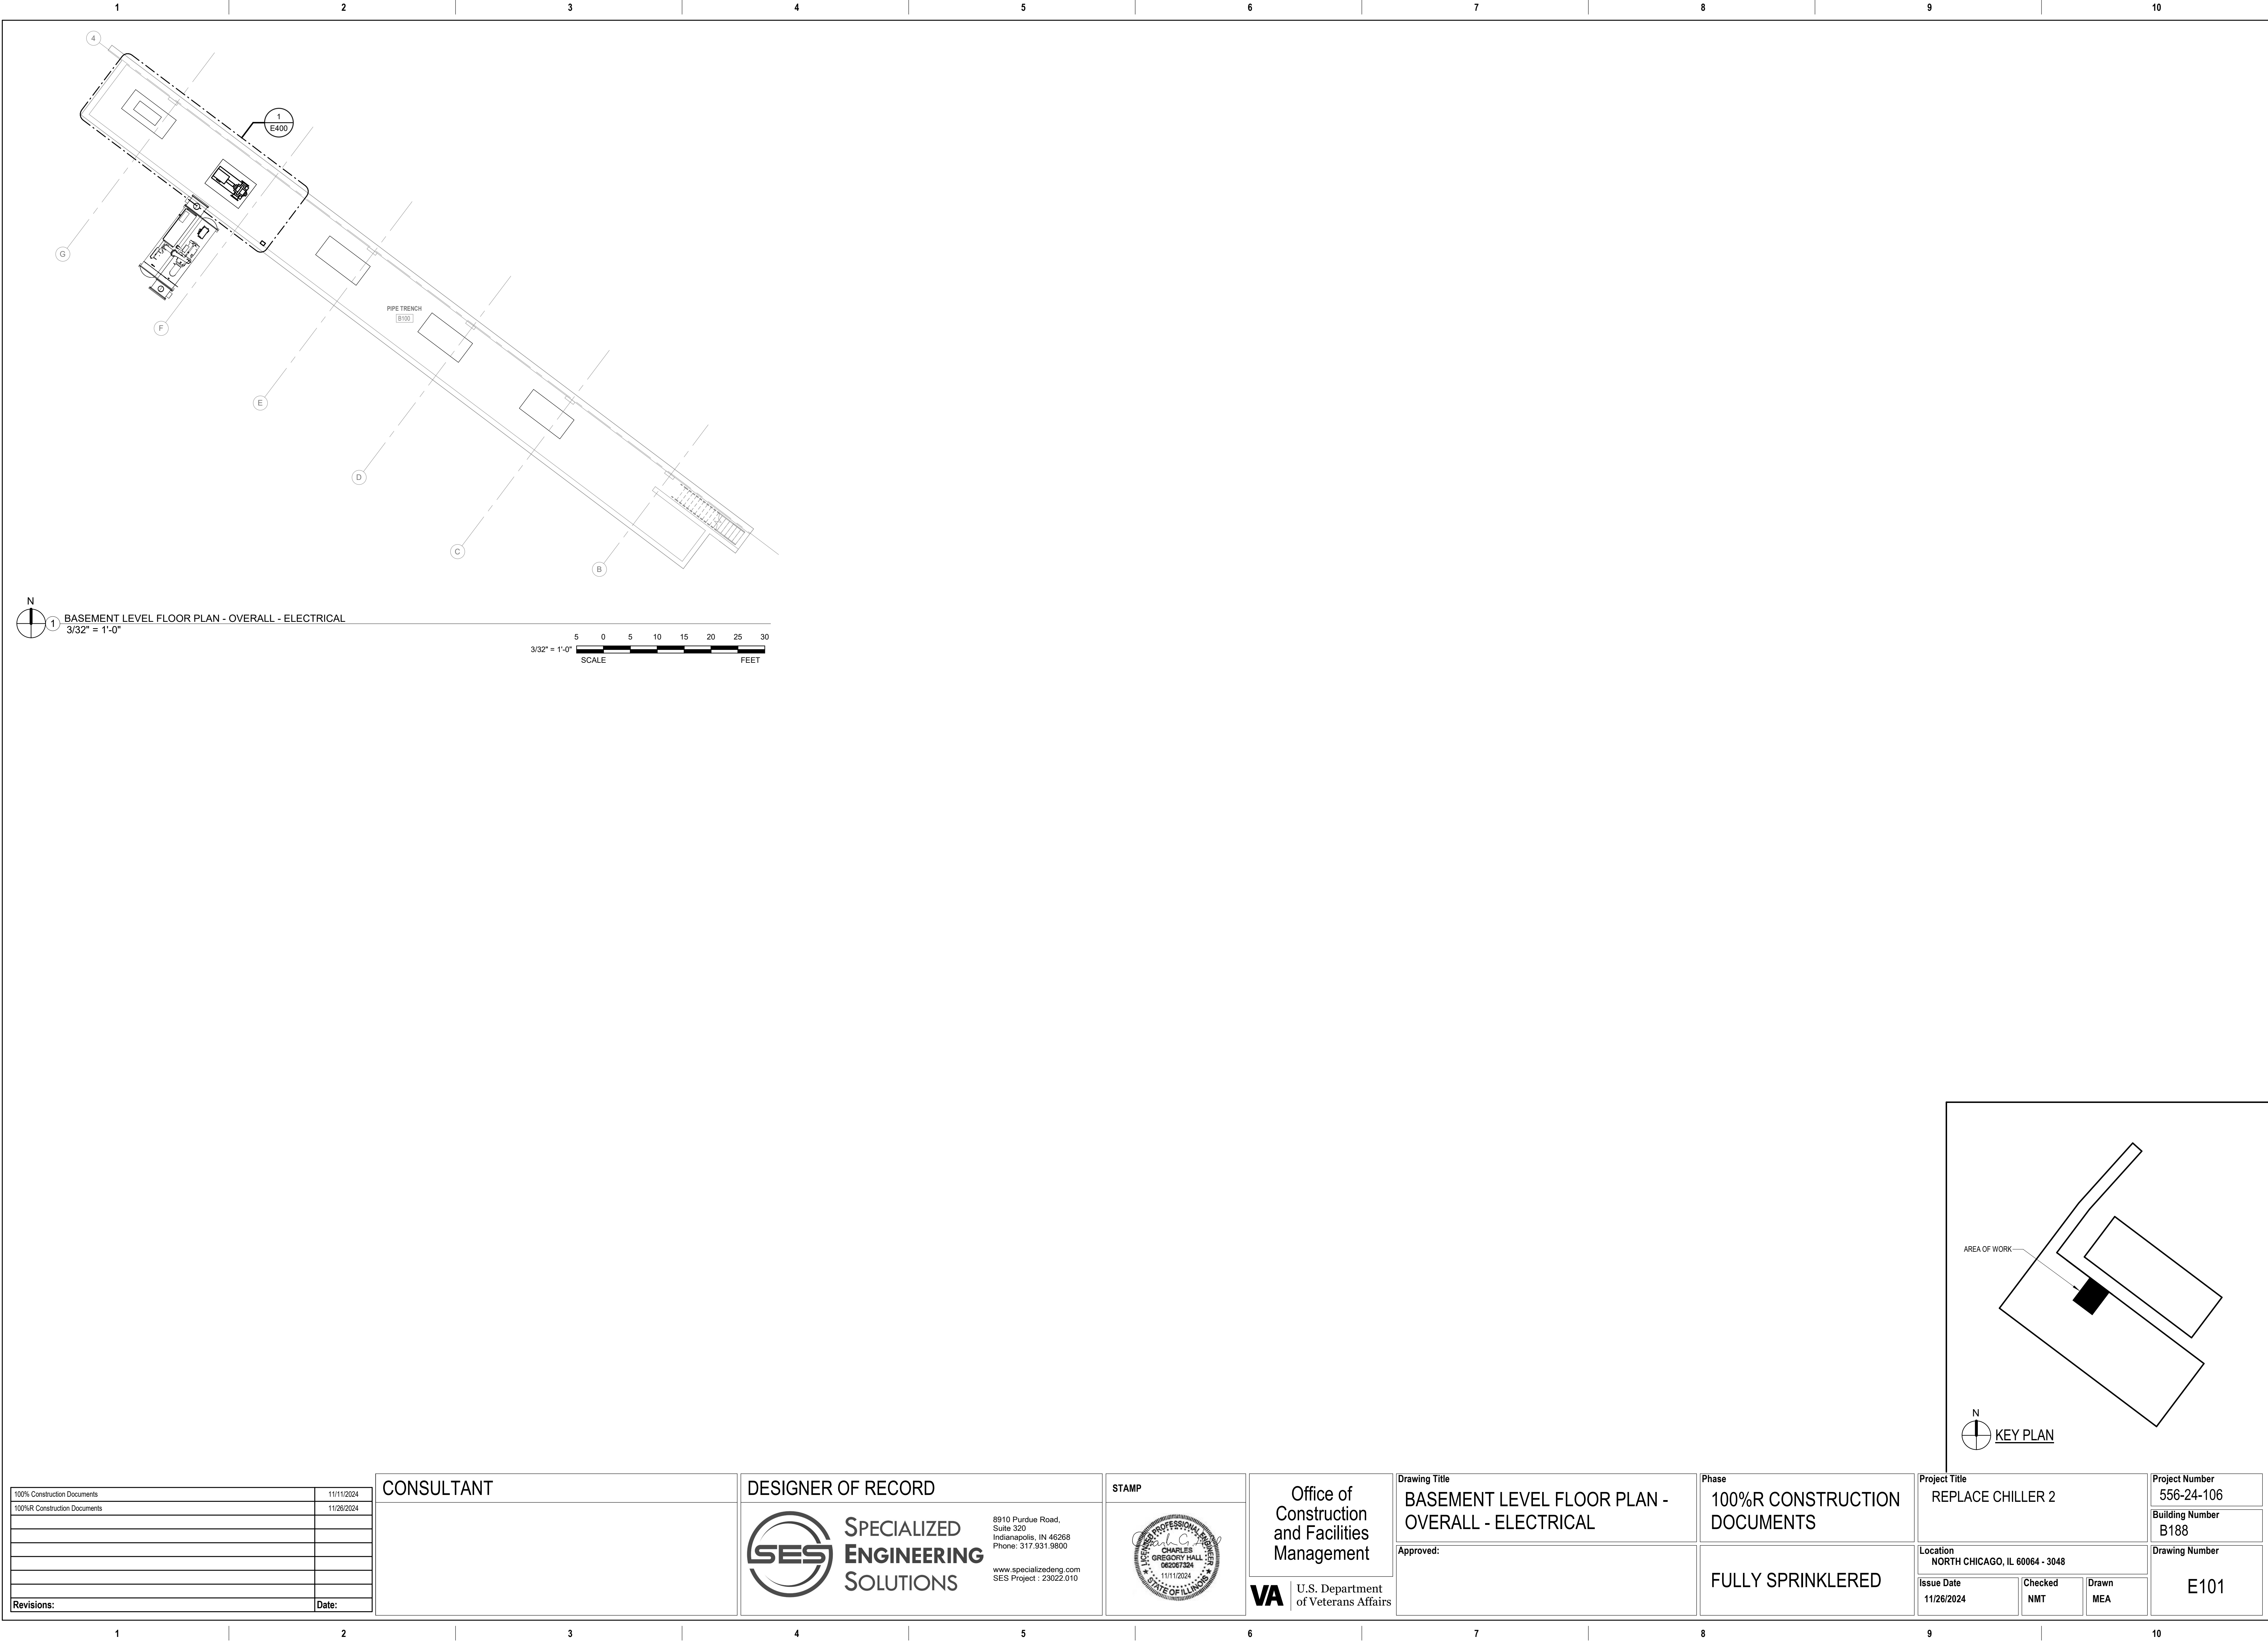 1 2 3 4 5 6 7 8 9 10
4
1
E400
G
F
PIPE TRENCH
B100
E
D
C
B
N
1 BASEMENT LEVEL FLOOR PLAN - OVERALL - ELECTRICAL
3/32" = 1'-0"
5 0 5 10 15 20 25 30
3/32" = 1'-0"
SCALE FEET
AREA OF WORK
N
KEY PLAN
100% Construction Documents 11/11/2024
100%R Construction Documents 11/26/2024
Revisions: Date:
CONSULTANT
DESIGNER OF RECORD
SES
SPECIALIZED
ENGINEERING
SOLUTIONS
8910 Purdue Road,
Suite 320
Indianapolis, IN 46268
Phone: 317.931.9800
www.specializedeng.com
SES Project : 23022.010
STAMP
LICENSED PROFESSIONAL ENGINEER
CHARLES
GREGORY HALL
062067324
11/11/2024
STATE OF ILLINOIS
Office of
Construction
and Facilities
Management
VA
U.S. Department
of Veterans Affairs
Drawing Title
BASEMENT LEVEL FLOOR PLAN -
OVERALL - ELECTRICAL
Approved:
Phase
100%R CONSTRUCTION
DOCUMENTS
FULLY SPRINKLERED
Project Title
REPLACE CHILLER 2
Location
NORTH CHICAGO, IL 60064 - 3048
Issue Date
11/26/2024
Checked
NMT
Drawn
MEA
Project Number
556-24-106
Building Number
B188
Drawing Number
E101
1 2 3 4 5 6 7 8 9 10